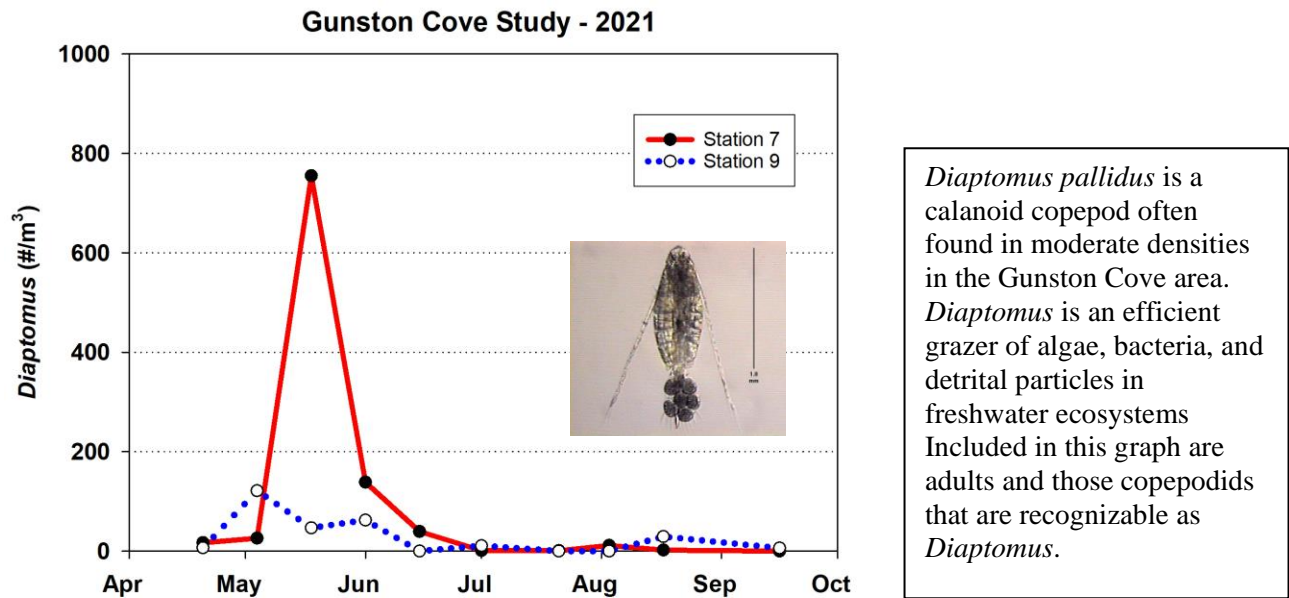 Gunston Cove Study - 2021
1000
800
600
400
200
0
Diaptomus (#/m³)
Apr May Jun Jul Aug Sep Oct
Station 7
Station 9
1.0
mm
Diaptomus pallidus is a
calanoid copepod often
found in moderate densities
in the Gunston Cove area.
Diaptomus is an efficient
grazer of algae, bacteria, and
detrital particles in
freshwater ecosystems
Included in this graph are
adults and those copepodids
that are recognizable as
Diaptomus.